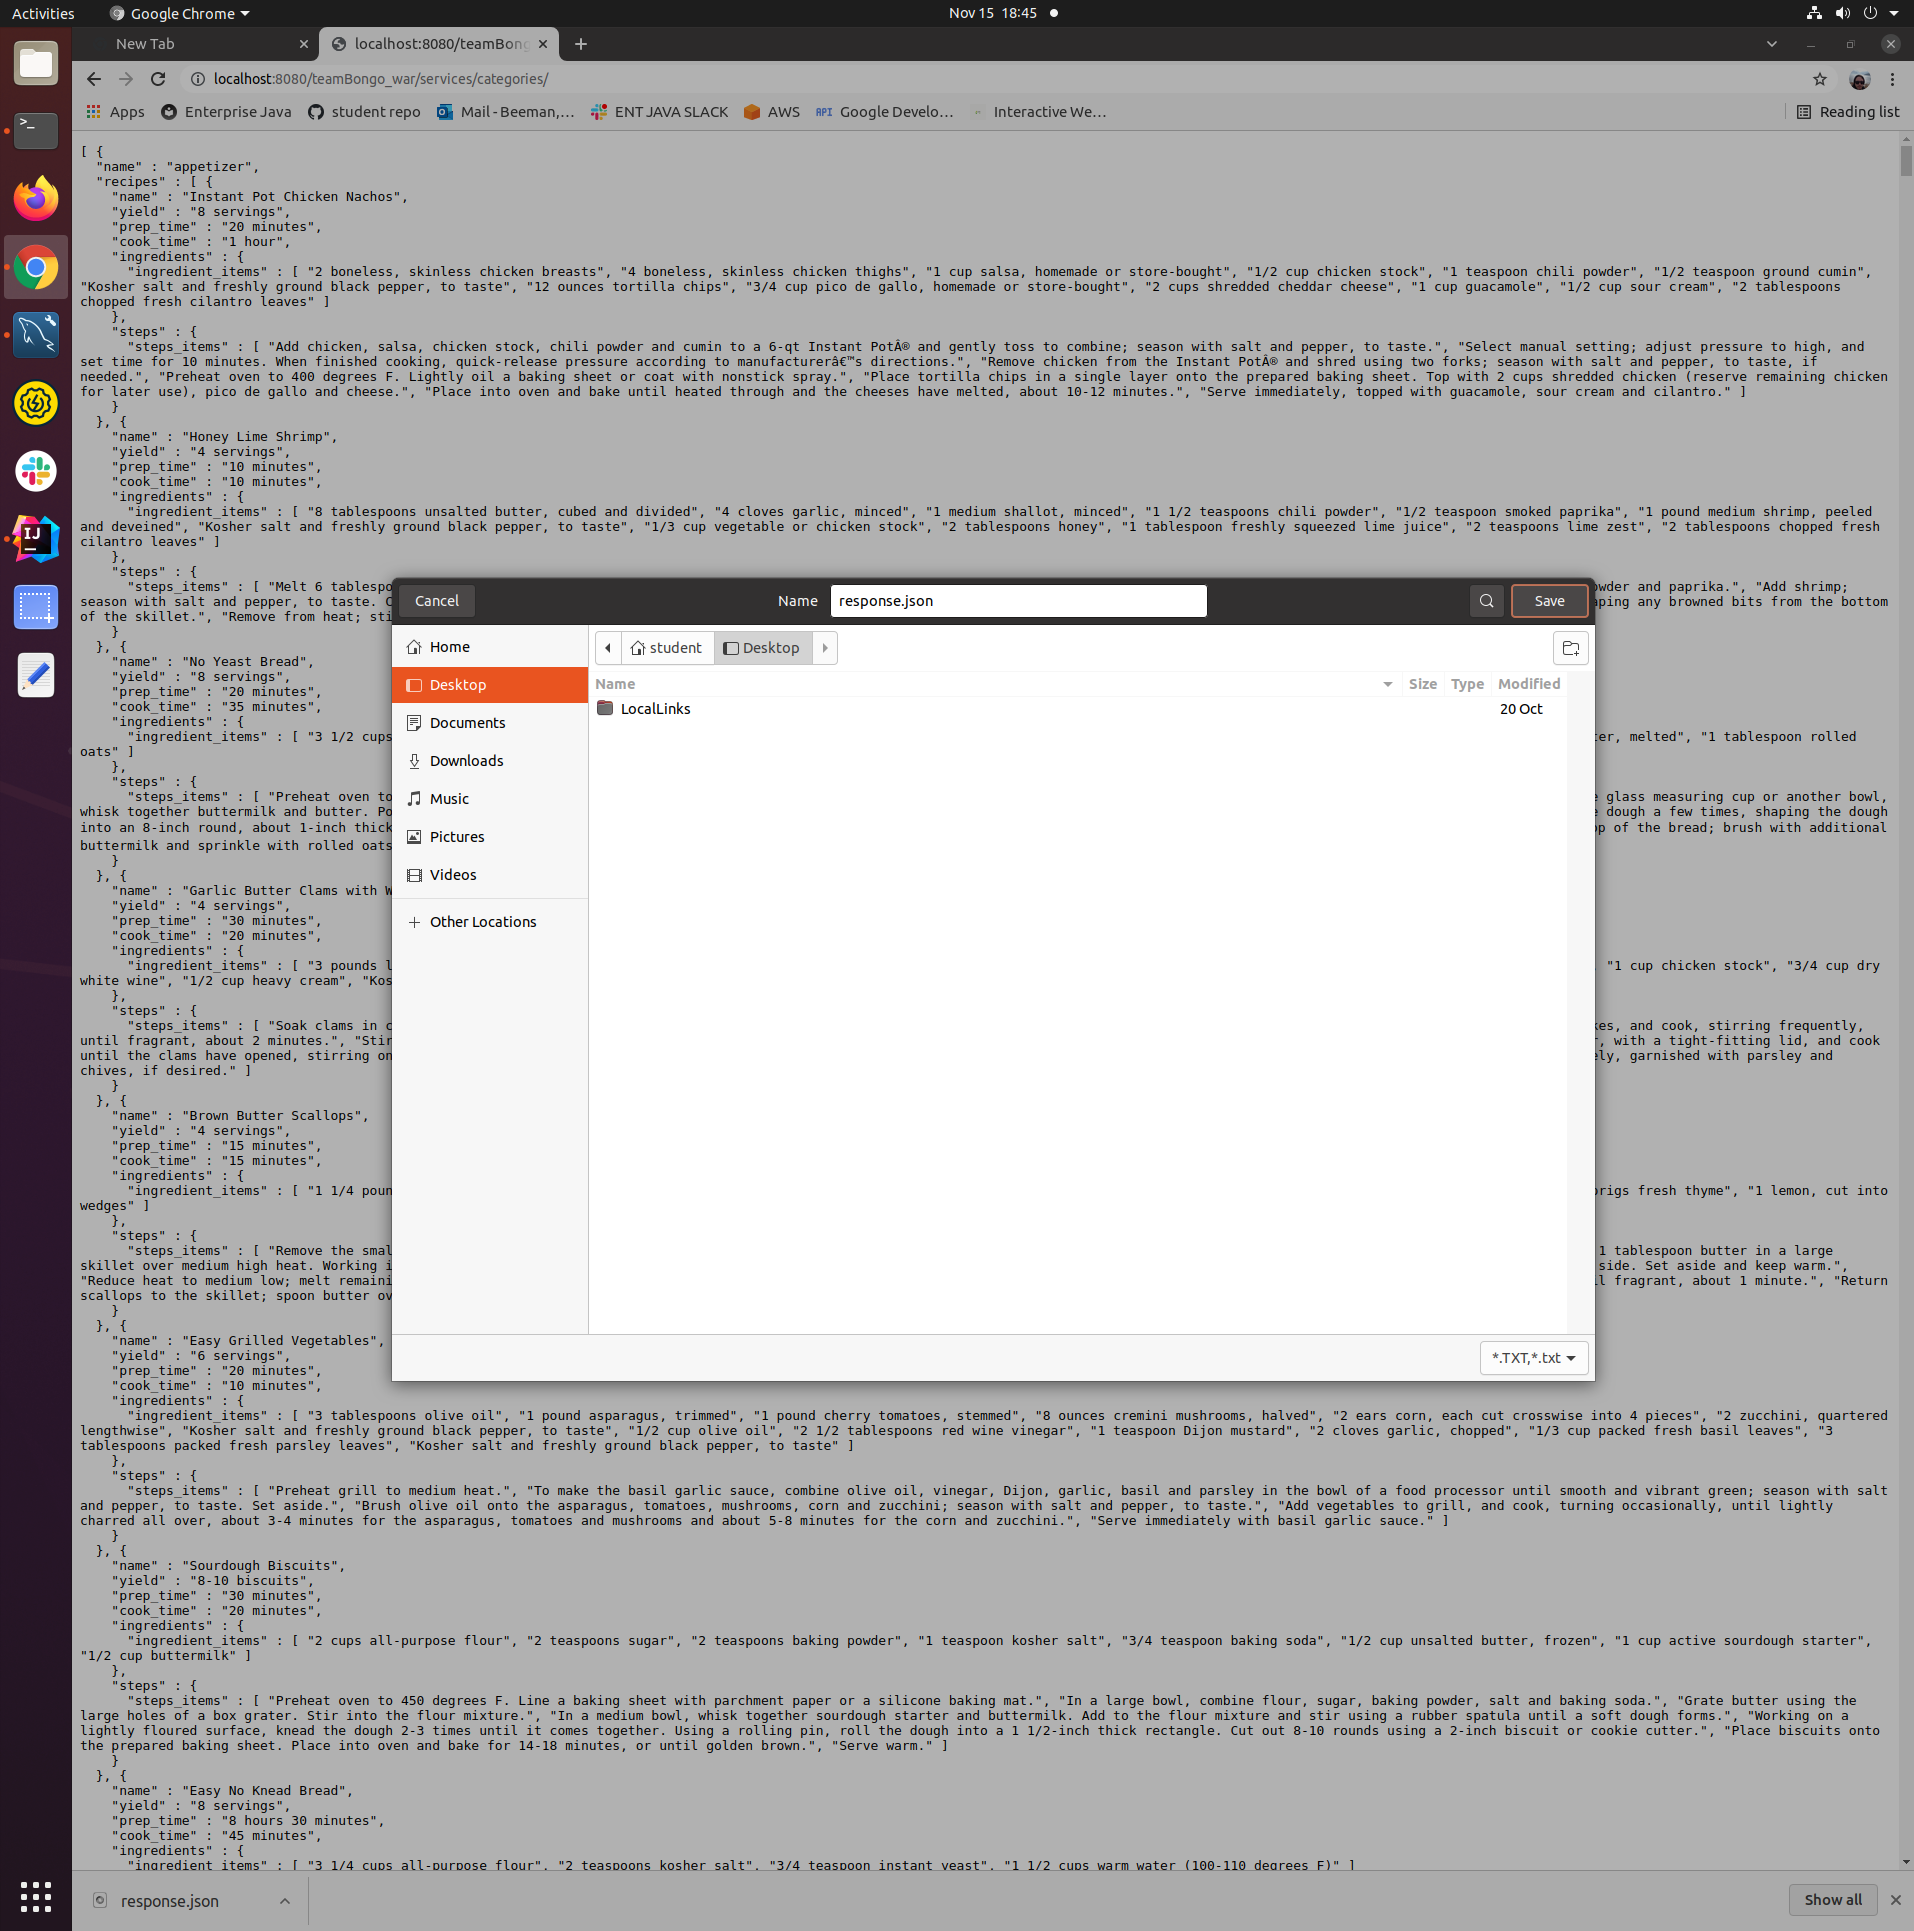 Activities
Google Chrome
Nov 15 18:45
New Tab
localhost:8080/teamBong
localhost:8080/teamBongo_war/services/categories/
Apps
Enterprise Java
student repo
Mail - Beeman,...
ENT JAVA SLACK
AWS
API Google Develo...
Interactive We...
Reading list
[ {
"name" : "appetizer",
"recipes" : [ {
"name" : "Instant Pot Chicken Nachos",
"yield" : "8 servings",
"prep_time" : "20 minutes",
"cook_time" : "1 hour",
"ingredients" : {
"ingredient_items" : [ "2 boneless, skinless chicken breasts", "4 boneless, skinless chicken thighs", "1 cup salsa, homemade or store-bought", "1/2 cup chicken stock", "1 teaspoon chili powder", "1/2 teaspoon ground cumin",
"Kosher salt and freshly ground black pepper, to taste", "12 ounces tortilla chips", "3/4 cup pico de gallo, homemade or store-bought", "2 cups shredded cheddar cheese", "1 cup guacamole", "1/2 cup sour cream", "2 tablespoons
chopped fresh cilantro leaves" ]
},
"steps" : {
"steps_items" : [ "Add chicken, salsa, chicken stock, chili powder and cumin to a 6-qt Instant PotÂ® and gently toss to combine; season with salt and pepper, to taste.", "Select manual setting; adjust pressure to high, and
set time for 10 minutes. When finished cooking, quick-release pressure according to manufacturerâ€™s directions.", "Remove chicken from the Instant PotÂ® and shred using two forks; season with salt and pepper, to taste, if
needed.", "Preheat oven to 400 degrees F. Lightly oil a baking sheet or coat with nonstick spray.", "Place tortilla chips in a single layer onto the prepared baking sheet. Top with 2 cups shredded chicken (reserve remaining chicken
for later use), pico de gallo and cheese.", "Place into oven and bake until heated through and the cheeses have melted, about 10-12 minutes.", "Serve immediately, topped with guacamole, sour cream and cilantro." ]
}
}, {
"name" : "Honey Lime Shrimp",
"yield" : "4 servings",
"prep_time" : "10 minutes",
"cook_time" : "10 minutes",
"ingredients" : {
"ingredient_items" : [ "8 tablespoons unsalted butter, cubed and divided", "4 cloves garlic, minced", "1 medium shallot, minced", "1 1/2 teaspoons chili powder", "1/2 teaspoon smoked paprika", "1 pound medium shrimp, peeled
and deveined", "Kosher salt and freshly ground black pepper, to taste", "1/3 cup vegetable or chicken stock", "2 tablespoons honey", "1 tablespoon freshly squeezed lime juice", "2 teaspoons lime zest", "2 tablespoons chopped fresh
cilantro leaves" ]
},
"steps" : {
"steps_items" : [ "Melt 6 tablespo wder and paprika.", "Add shrimp;
season with salt and pepper, to taste. C ping any browned bits from the bottom
of the skillet.", "Remove from heat; sti
}
}, {
"name" : "No Yeast Bread",
"yield" : "8 servings",
"prep_time" : "20 minutes",
"cook_time" : "35 minutes",
"ingredients" : {
"ingredient_items" : [ "3 1/2 cups er, melted", "1 tablespoon rolled
oats" ]
},
"steps" : {
"steps_items" : [ "Preheat oven to glass measuring cup or another bowl,
whisk together buttermilk and butter. Po dough a few times, shaping the dough
into an 8-inch round, about 1-inch thick p of the bread; brush with additional
buttermilk and sprinkle with rolled oats
}
}, {
"name" : "Garlic Butter Clams with W
"yield" : "4 servings",
"prep_time" : "30 minutes",
"cook_time" : "20 minutes",
"ingredients" : {
"ingredient_items" : [ "3 pounds l , "1 cup chicken stock", "3/4 cup dry
white wine", "1/2 cup heavy cream", "Kos
},
"steps" : {
"steps_items" : [ "Soak clams in c kes, and cook, stirring frequently,
until fragrant, about 2 minutes.", "Stir , with a tight-fitting lid, and cook
until the clams have opened, stirring on ly, garnished with parsley and
chives, if desired." ]
}
}, {
"name" : "Brown Butter Scallops",
"yield" : "4 servings",
"prep_time" : "15 minutes",
"cook_time" : "15 minutes",
"ingredients" : {
"ingredient_items" : [ "1 1/4 poun prigs fresh thyme", "1 lemon, cut into
wedges" ]
},
"steps" : {
"steps_items" : [ "Remove the smal 1 tablespoon butter in a large
skillet over medium high heat. Working i side. Set aside and keep warm.",
"Reduce heat to medium low; melt remaini l fragrant, about 1 minute.", "Return
scallops to the skillet; spoon butter ov
}
}, {
"name" : "Easy Grilled Vegetables",
"yield" : "6 servings",
"prep_time" : "20 minutes",
"cook_time" : "10 minutes",
"ingredients" : {
"ingredient_items" : [ "3 tablespoons olive oil", "1 pound asparagus, trimmed", "1 pound cherry tomatoes, stemmed", "8 ounces cremini mushrooms, halved", "2 ears corn, each cut crosswise into 4 pieces", "2 zucchini, quartered
lengthwise", "Kosher salt and freshly ground black pepper, to taste", "1/2 cup olive oil", "2 1/2 tablespoons red wine vinegar", "1 teaspoon Dijon mustard", "2 cloves garlic, chopped", "1/3 cup packed fresh basil leaves", "3
tablespoons packed fresh parsley leaves", "Kosher salt and freshly ground black pepper, to taste" ]
},
"steps" : {
"steps_items" : [ "Preheat grill to medium heat.", "To make the basil garlic sauce, combine olive oil, vinegar, Dijon, garlic, basil and parsley in the bowl of a food processor until smooth and vibrant green; season with salt
and pepper, to taste. Set aside.", "Brush olive oil onto the asparagus, tomatoes, mushrooms, corn and zucchini; season with salt and pepper, to taste.", "Add vegetables to grill, and cook, turning occasionally, until lightly
charred all over, about 3-4 minutes for the asparagus, tomatoes and mushrooms and about 5-8 minutes for the corn and zucchini.", "Serve immediately with basil garlic sauce." ]
}
}, {
"name" : "Sourdough Biscuits",
"yield" : "8-10 biscuits",
"prep_time" : "30 minutes",
"cook_time" : "20 minutes",
"ingredients" : {
"ingredient_items" : [ "2 cups all-purpose flour", "2 teaspoons sugar", "2 teaspoons baking powder", "1 teaspoon kosher salt", "3/4 teaspoon baking soda", "1/2 cup unsalted butter, frozen", "1 cup active sourdough starter",
"1/2 cup buttermilk" ]
},
"steps" : {
"steps_items" : [ "Preheat oven to 450 degrees F. Line a baking sheet with parchment paper or a silicone baking mat.", "In a large bowl, combine flour, sugar, baking powder, salt and baking soda.", "Grate butter using the
large holes of a box grater. Stir into the flour mixture.", "In a medium bowl, whisk together sourdough starter and buttermilk. Add to the flour mixture and stir using a rubber spatula until a soft dough forms.", "Working on a
lightly floured surface, knead the dough 2-3 times until it comes together. Using a rolling pin, roll the dough into a 1 1/2-inch thick rectangle. Cut out 8-10 rounds using a 2-inch biscuit or cookie cutter.", "Place biscuits onto
the prepared baking sheet. Place into oven and bake for 14-18 minutes, or until golden brown.", "Serve warm." ]
}
}, {
"name" : "Easy No Knead Bread",
"yield" : "8 servings",
"prep_time" : "8 hours 30 minutes",
"cook_time" : "45 minutes",
"ingredients" : {
"ingredient_items" : [ "3 1/4 cups all-purpose flour", "2 teaspoons kosher salt", "3/4 teaspoon instant yeast", "1 1/2 cups warm water (100-110 degrees F)" ]
Cancel
Name
response.json
Save
Home
Desktop
Documents
Downloads
Music
Pictures
Videos
Other Locations
student
Desktop
Name
Size
Type
Modified
LocalLinks
20 Oct
*.TXT,*.txt
IJ
response.json
Show all